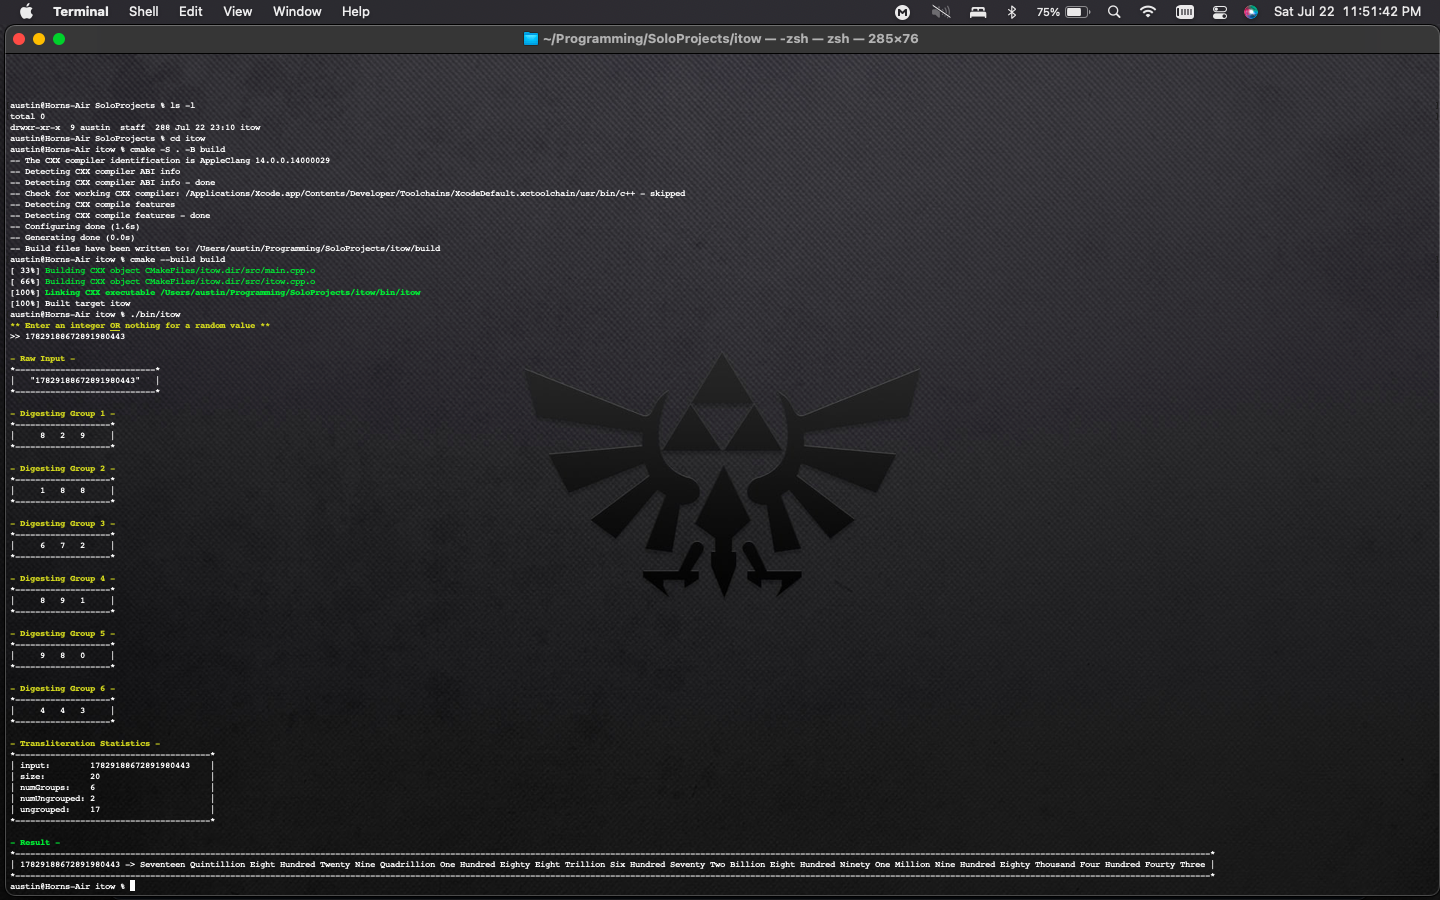 Terminal Shell Edit View Window Help 75% Sat Jul 22 11:51:42 PM
~/Programming/SoloProjects/itow — -zsh — zsh — 285×76
austin@Horns-Air SoloProjects % ls -l
total 0
drwxr-xr-x  9 austin  staff  288 Jul 22 23:10 itow
austin@Horns-Air SoloProjects % cd itow
austin@Horns-Air itow % cmake -S . -B build
-- The CXX compiler identification is AppleClang 14.0.0.14000029
-- Detecting CXX compiler ABI info
-- Detecting CXX compiler ABI info - done
-- Check for working CXX compiler: /Applications/Xcode.app/Contents/Developer/Toolchains/XcodeDefault.xctoolchain/usr/bin/c++ - skipped
-- Detecting CXX compile features
-- Detecting CXX compile features - done
-- Configuring done (1.6s)
-- Generating done (0.0s)
-- Build files have been written to: /Users/austin/Programming/SoloProjects/itow/build
austin@Horns-Air itow % cmake --build build
[ 33%] Building CXX object CMakeFiles/itow.dir/src/main.cpp.o
[ 66%] Building CXX object CMakeFiles/itow.dir/src/itow.cpp.o
[100%] Linking CXX executable /Users/austin/Programming/SoloProjects/itow/bin/itow
[100%] Built target itow
austin@Horns-Air itow % ./bin/itow
** Enter an integer OR nothing for a random value **
>> 17829188672891980443
- Raw Input -
*----------------------------*
|   "17829188672891980443"   |
*----------------------------*
- Digesting Group 1 -
*-------------------*
|     8   2   9     |
*-------------------*
- Digesting Group 2 -
*-------------------*
|     1   8   8     |
*-------------------*
- Digesting Group 3 -
*-------------------*
|     6   7   2     |
*-------------------*
- Digesting Group 4 -
*-------------------*
|     8   9   1     |
*-------------------*
- Digesting Group 5 -
*-------------------*
|     9   8   0     |
*-------------------*
- Digesting Group 6 -
*-------------------*
|     4   4   3     |
*-------------------*
- Transliteration Statistics -
*---------------------------------------*
| input:        17829188672891980443    |
| size:         20                      |
| numGroups:    6                       |
| numUngrouped: 2                       |
| ungrouped:    17                      |
*---------------------------------------*
- Result -
*-----------------------------------------------------------------------------------------------------------------------------------------------------------------------------------------------------------------------------------------------*
| 17829188672891980443 -> Seventeen Quintillion Eight Hundred Twenty Nine Quadrillion One Hundred Eighty Eight Trillion Six Hundred Seventy Two Billion Eight Hundred Ninety One Million Nine Hundred Eighty Thousand Four Hundred Fourty Three |
*-----------------------------------------------------------------------------------------------------------------------------------------------------------------------------------------------------------------------------------------------*
austin@Horns-Air itow %